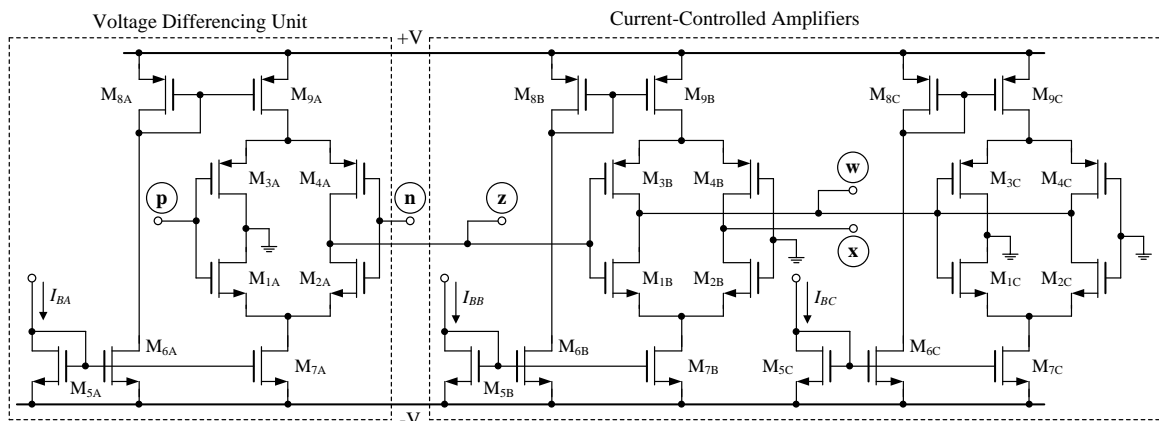 Voltage Differencing Unit
Current-Controlled Amplifiers
+V
M8A
M9A
M8B
M9B
M8C
M9C
M3A
M4A
M3B
M4B
M3C
M4C
p
n
z
w
x
M1A
M2A
M1B
M2B
M1C
M2C
IBA
IBB
IBC
M6A
M6B
M6C
M5A
M7A
M5B
M7B
M5C
M7C
-V